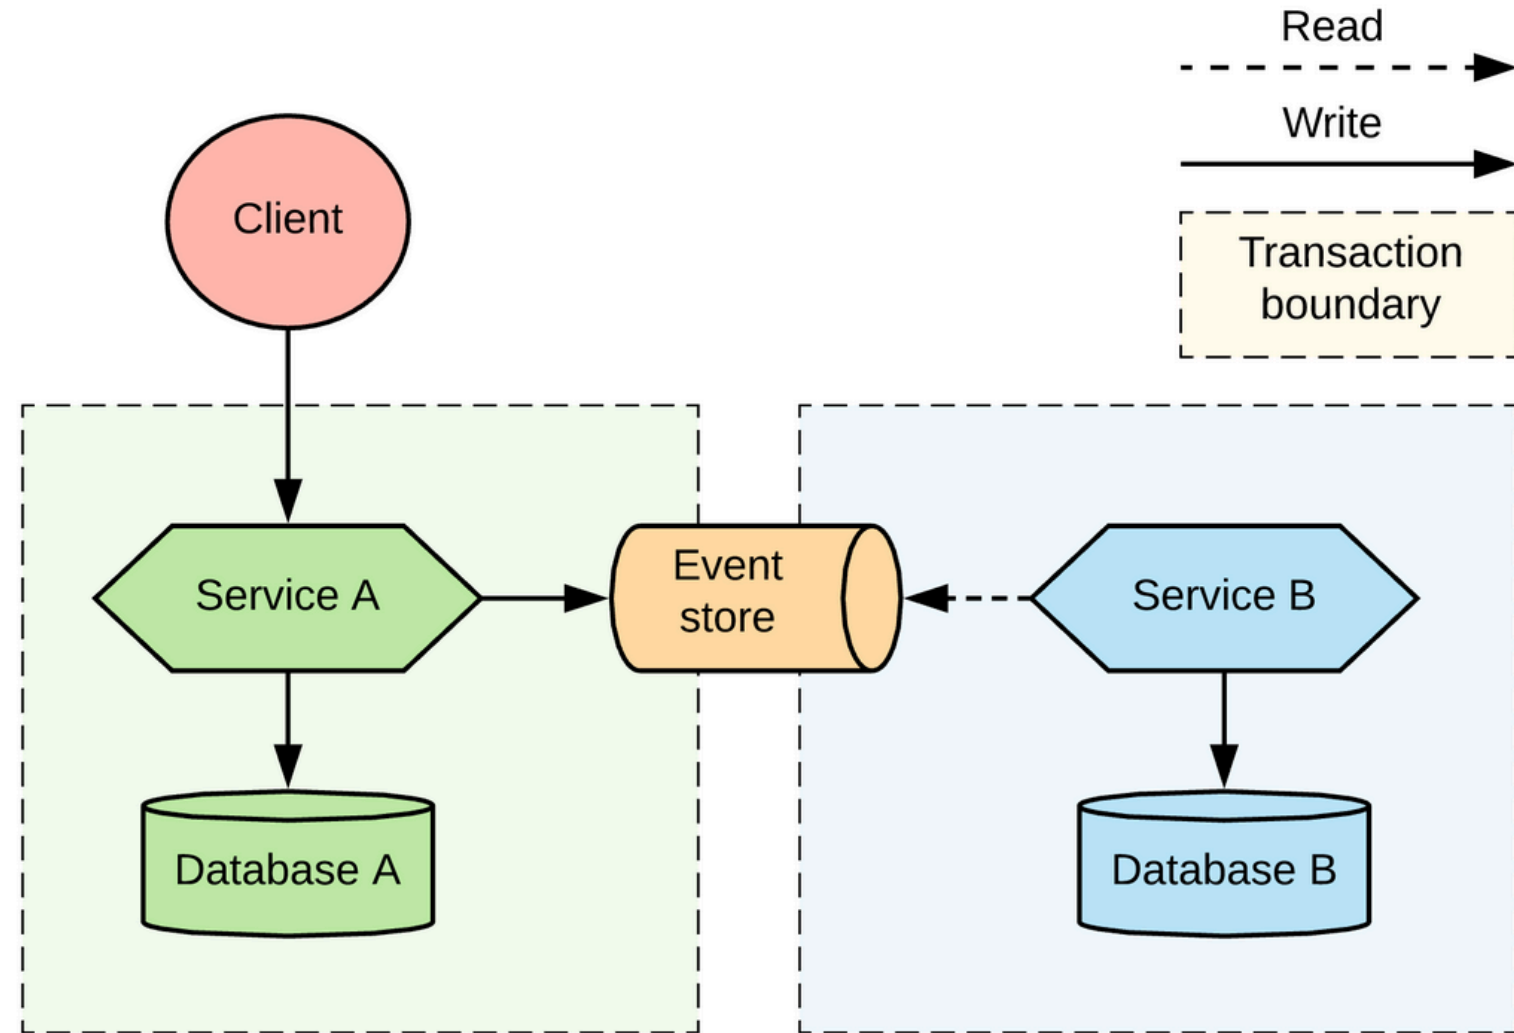 Read
Write
Transaction
boundary
Client
Service A
Event
store
Service B
Database A
Database B